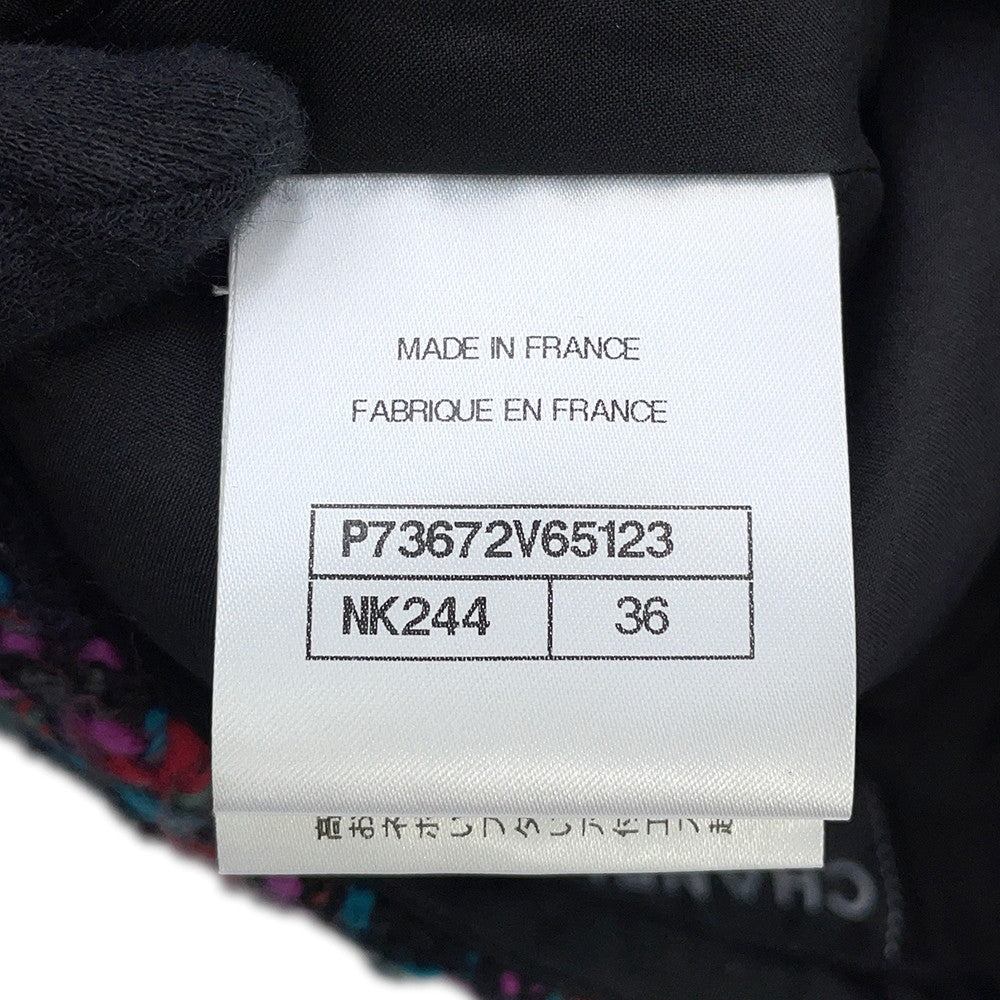 MADE IN FRANCE
FABRIQUE EN FRANCE
P73672V65123
NK244 36